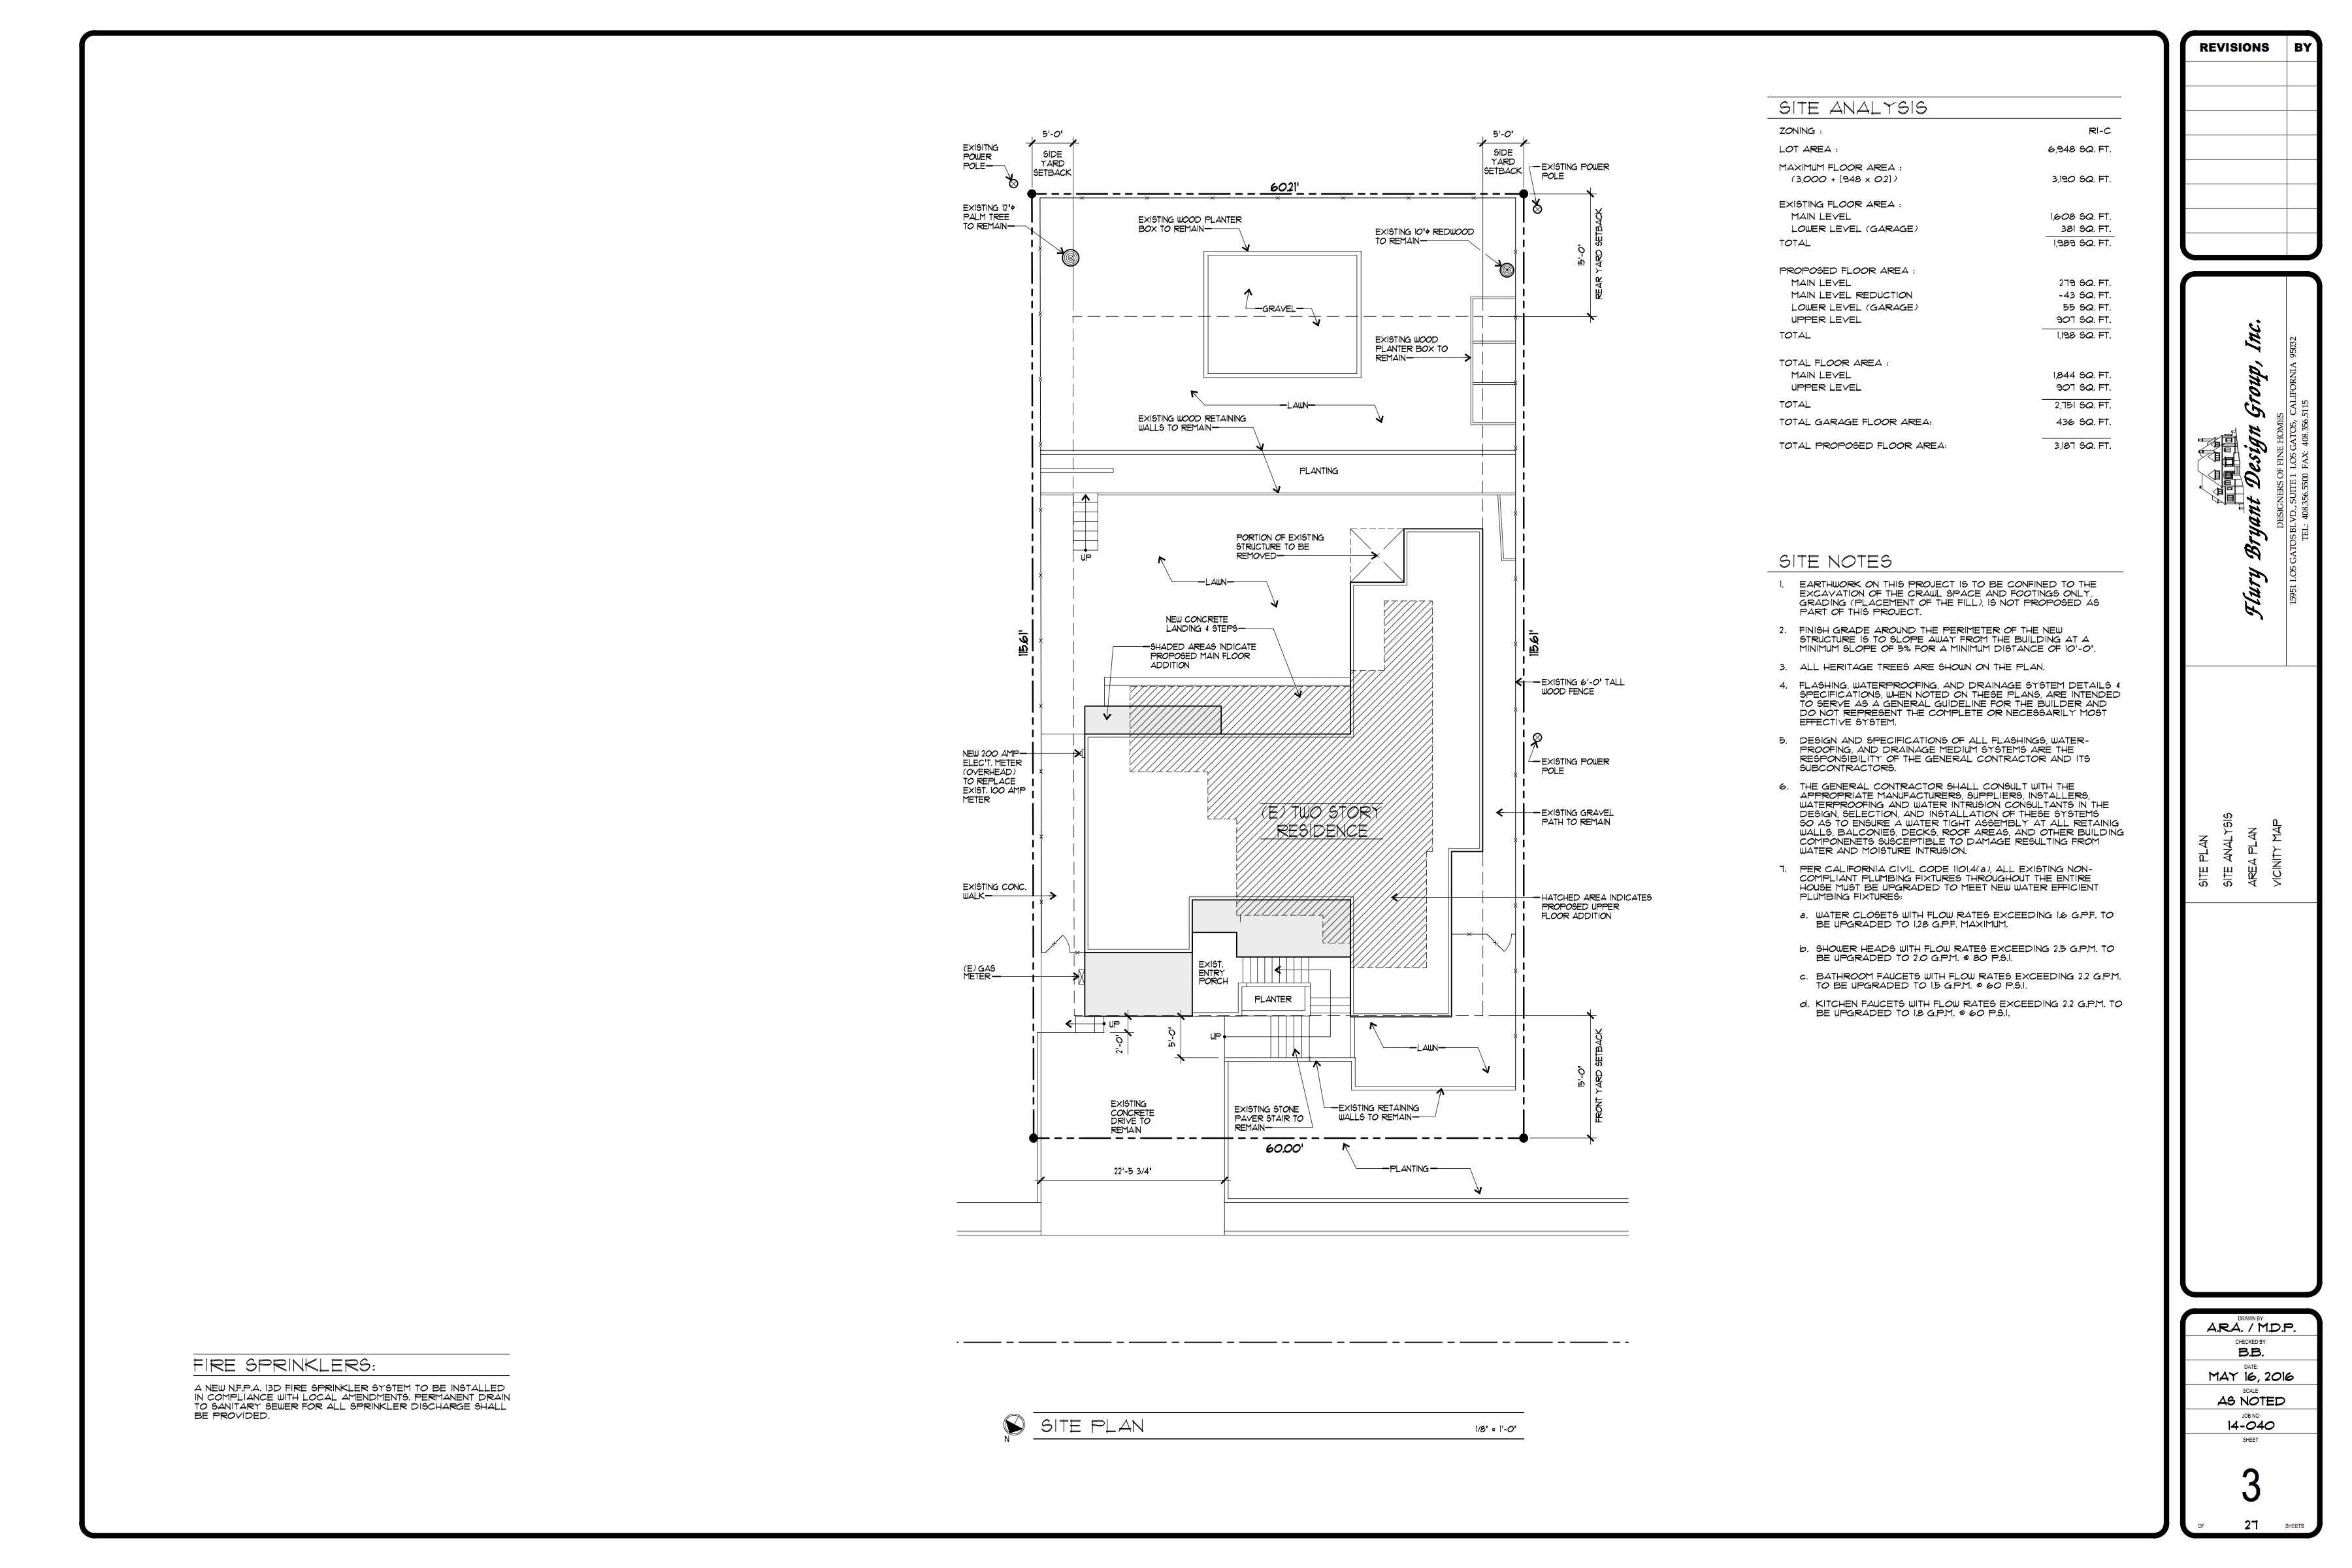 REVISIONS BY
SITE ANALYSIS
ZONING : R1-C
LOT AREA : 6,948 SQ. FT.
MAXIMUM FLOOR AREA :
(3,000 + [948 x 0.2] ) 3,190 SQ. FT.
EXISTING FLOOR AREA :
MAIN LEVEL 1,608 SQ. FT.
LOWER LEVEL (GARAGE) 381 SQ. FT.
TOTAL 1,989 SQ. FT.
PROPOSED FLOOR AREA :
MAIN LEVEL 279 SQ. FT.
MAIN LEVEL REDUCTION -43 SQ. FT.
LOWER LEVEL (GARAGE) 55 SQ. FT.
UPPER LEVEL 907 SQ. FT.
TOTAL 1,198 SQ. FT.
TOTAL FLOOR AREA :
MAIN LEVEL 1,844 SQ. FT.
UPPER LEVEL 907 SQ. FT.
TOTAL 2,751 SQ. FT.
TOTAL GARAGE FLOOR AREA: 436 SQ. FT.
TOTAL PROPOSED FLOOR AREA: 3,187 SQ. FT.
SITE NOTES
1. EARTHWORK ON THIS PROJECT IS TO BE CONFINED TO THE
EXCAVATION OF THE CRAWL SPACE AND FOOTINGS ONLY.
GRADING (PLACEMENT OF THE FILL), IS NOT PROPOSED AS
PART OF THIS PROJECT.
2. FINISH GRADE AROUND THE PERIMETER OF THE NEW
STRUCTURE IS TO SLOPE AWAY FROM THE BUILDING AT A
MINIMUM SLOPE OF 5% FOR A MINIMUM DISTANCE OF 10'-0".
3. ALL HERITAGE TREES ARE SHOWN ON THE PLAN.
4. FLASHING, WATERPROOFING, AND DRAINAGE SYSTEM DETAILS &
SPECIFICATIONS, WHEN NOTED ON THESE PLANS, ARE INTENDED
TO SERVE AS A GENERAL GUIDELINE FOR THE BUILDER AND
DO NOT REPRESENT THE COMPLETE OR NECESSARILY MOST
EFFECTIVE SYSTEM.
5. DESIGN AND SPECIFICATIONS OF ALL FLASHINGS, WATER-
PROOFING, AND DRAINAGE MEDIUM SYSTEMS ARE THE
RESPONSIBILITY OF THE GENERAL CONTRACTOR AND ITS
SUBCONTRACTORS.
6. THE GENERAL CONTRACTOR SHALL CONSULT WITH THE
APPROPRIATE MANUFACTURERS, SUPPLIERS, INSTALLERS,
WATERPROOFING AND WATER INTRUSION CONSULTANTS IN THE
DESIGN, SELECTION, AND INSTALLATION OF THESE SYSTEMS
SO AS TO ENSURE A WATER TIGHT ASSEMBLY AT ALL RETAINIG
WALLS, BALCONIES, DECKS, ROOF AREAS, AND OTHER BUILDING
COMPONENETS SUSCEPTIBLE TO DAMAGE RESULTING FROM
WATER AND MOISTURE INTRUSION.
7. PER CALIFORNIA CIVIL CODE 1101.4(a), ALL EXISTING NON-
COMPLIANT PLUMBING FIXTURES THROUGHOUT THE ENTIRE
HOUSE MUST BE UPGRADED TO MEET NEW WATER EFFICIENT
PLUMBING FIXTURES:
a. WATER CLOSETS WITH FLOW RATES EXCEEDING 1.6 G.P.F. TO
BE UPGRADED TO 1.28 G.P.F. MAXIMUM.
b. SHOWER HEADS WITH FLOW RATES EXCEEDING 2.5 G.P.M. TO
BE UPGRADED TO 2.0 G.P.M. @ 80 P.S.I.
c. BATHROOM FAUCETS WITH FLOW RATES EXCEEDING 2.2 G.P.M.
TO BE UPGRADED TO 1.5 G.P.M. @ 60 P.S.I.
d. KITCHEN FAUCETS WITH FLOW RATES EXCEEDING 2.2 G.P.M. TO
BE UPGRADED TO 1.8 G.P.M. @ 60 P.S.I.
5'-0"
SIDE
YARD
SETBACK
5'-0"
SIDE
YARD
SETBACK
EXISITNG
POWER
POLE
EXISTING POWER
POLE
60.21'
EXISTING 12"ϕ
PALM TREE
TO REMAIN
EXISTING WOOD PLANTER
BOX TO REMAIN
EXISTING 10"ϕ REDWOOD
TO REMAIN
15'-0"
REAR YARD SETBACK
GRAVEL
EXISTING WOOD
PLANTER BOX TO
REMAIN
LAWN
EXISTING WOOD RETAINING
WALLS TO REMAIN
PLANTING
UP
PORTION OF EXISTING
STRUCTURE TO BE
REMOVED
LAWN
NEW CONCRETE
LANDING & STEPS
SHADED AREAS INDICATE
PROPOSED MAIN FLOOR
ADDITION
115.61'
115.61'
EXISTING 6'-0" TALL
WOOD FENCE
NEW 200 AMP
ELEC'T. METER
(OVERHEAD)
TO REPLACE
EXIST. 100 AMP
METER
EXISTING POWER
POLE
(E) TWO STORY
RESIDENCE
EXISTING GRAVEL
PATH TO REMAIN
EXISTING CONC.
WALK
HATCHED AREA INDICATES
PROPOSED UPPER
FLOOR ADDITION
(E) GAS
METER
EXIST.
ENTRY
PORCH
PLANTER
UP
2'-0"
5'-0"
UP
LAWN
15'-0"
FRONT YARD SETBACK
EXISTING
CONCRETE
DRIVE TO
REMAIN
EXISTING STONE
PAVER STAIR TO
REMAIN
EXISTING RETAINING
WALLS TO REMAIN
60.00'
22'-5 3/4"
PLANTING
FIRE SPRINKLERS:
A NEW N.F.P.A. 13D FIRE SPRINKLER SYSTEM TO BE INSTALLED
IN COMPLIANCE WITH LOCAL AMENDMENTS. PERMANENT DRAIN
TO SANITARY SEWER FOR ALL SPRINKLER DISCHARGE SHALL
BE PROVIDED.
N
SITE PLAN 1/8" = 1'-0"
Flury Bryant Design Group, Inc.
DESIGNERS OF FINE HOMES
15951 LOS GATOS BLVD., SUITE 1 LOS GATOS, CALIFORNIA 95032
TEL: 408.356.5500 FAX: 408.356.5115
SITE PLAN
SITE ANALYSIS
AREA PLAN
VICINITY MAP
DRAWN BY:
A.R.A. / M.D.P.
CHECKED BY:
B.B.
DATE:
MAY 16, 2016
SCALE:
AS NOTED
JOB NO:
14-040
SHEET:
3
OF 27 SHEETS